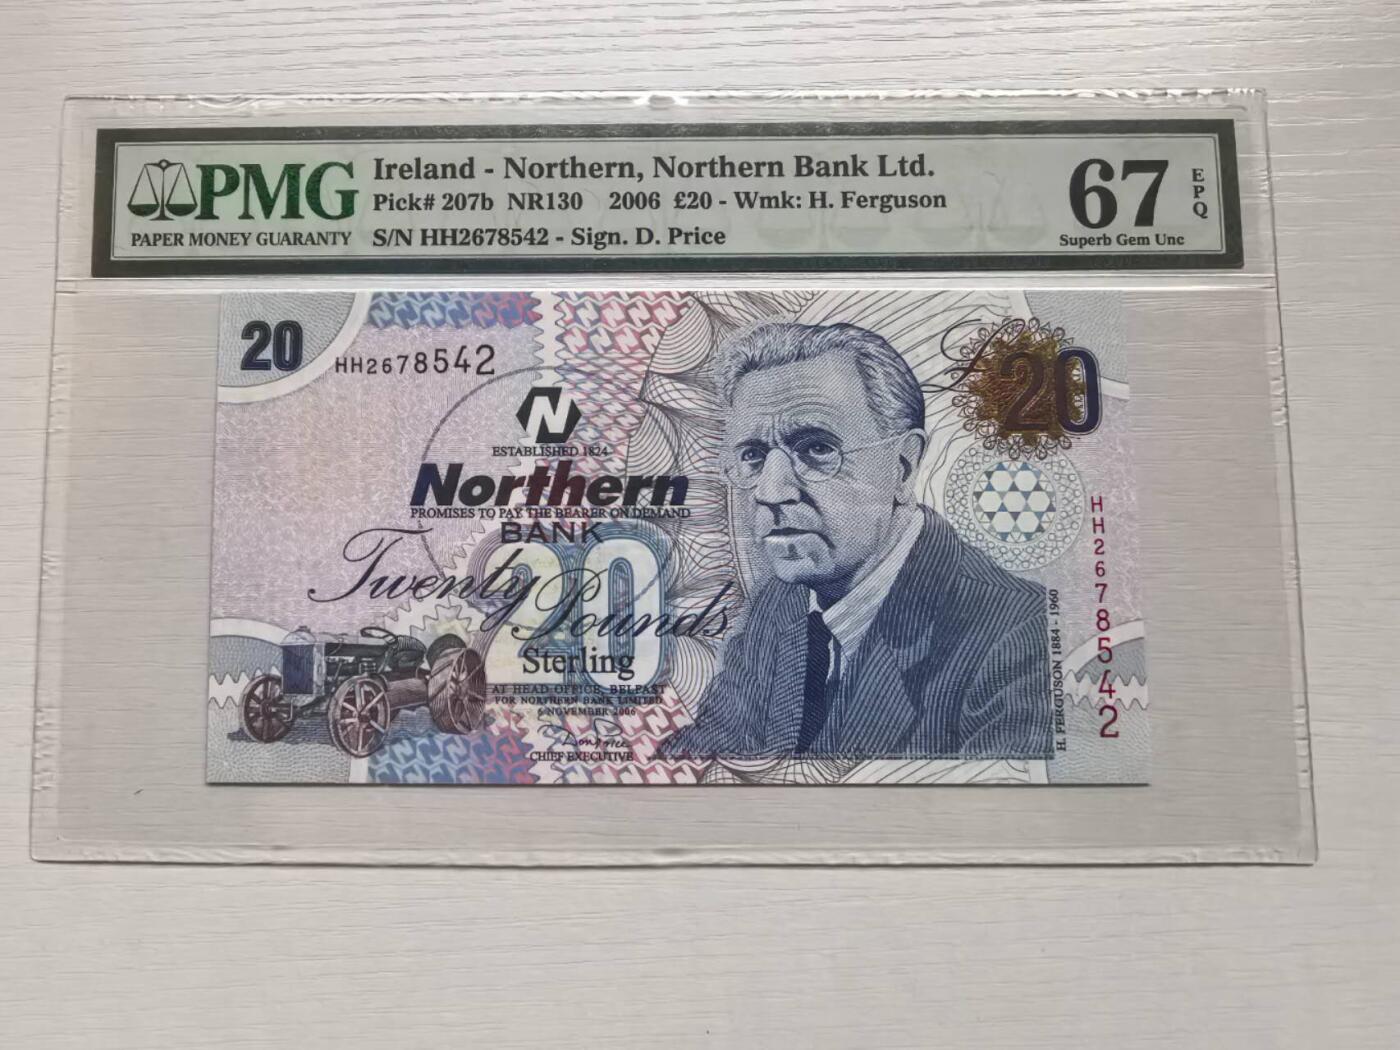 PMG
PAPER MONEY GUARANTY
Ireland - Northern, Northern Bank Ltd.
Pick# 207b NR130 2006 £20 - Wmk: H. Ferguson
S/N HH2678542 - Sign. D. Price
67
EPQ
Superb Gem Unc
20
HH2678542
£20
N
ESTABLISHED 1824
Northern
PROMISES TO PAY THE BEARER ON DEMAND
BANK
20
Twenty Pounds
Sterling
AT HEAD OFFICE, BELFAST
FOR NORTHERN BANK LIMITED
6 NOVEMBER 2006
CHIEF EXECUTIVE
H. FERGUSON 1884 - 1960
HH2678542